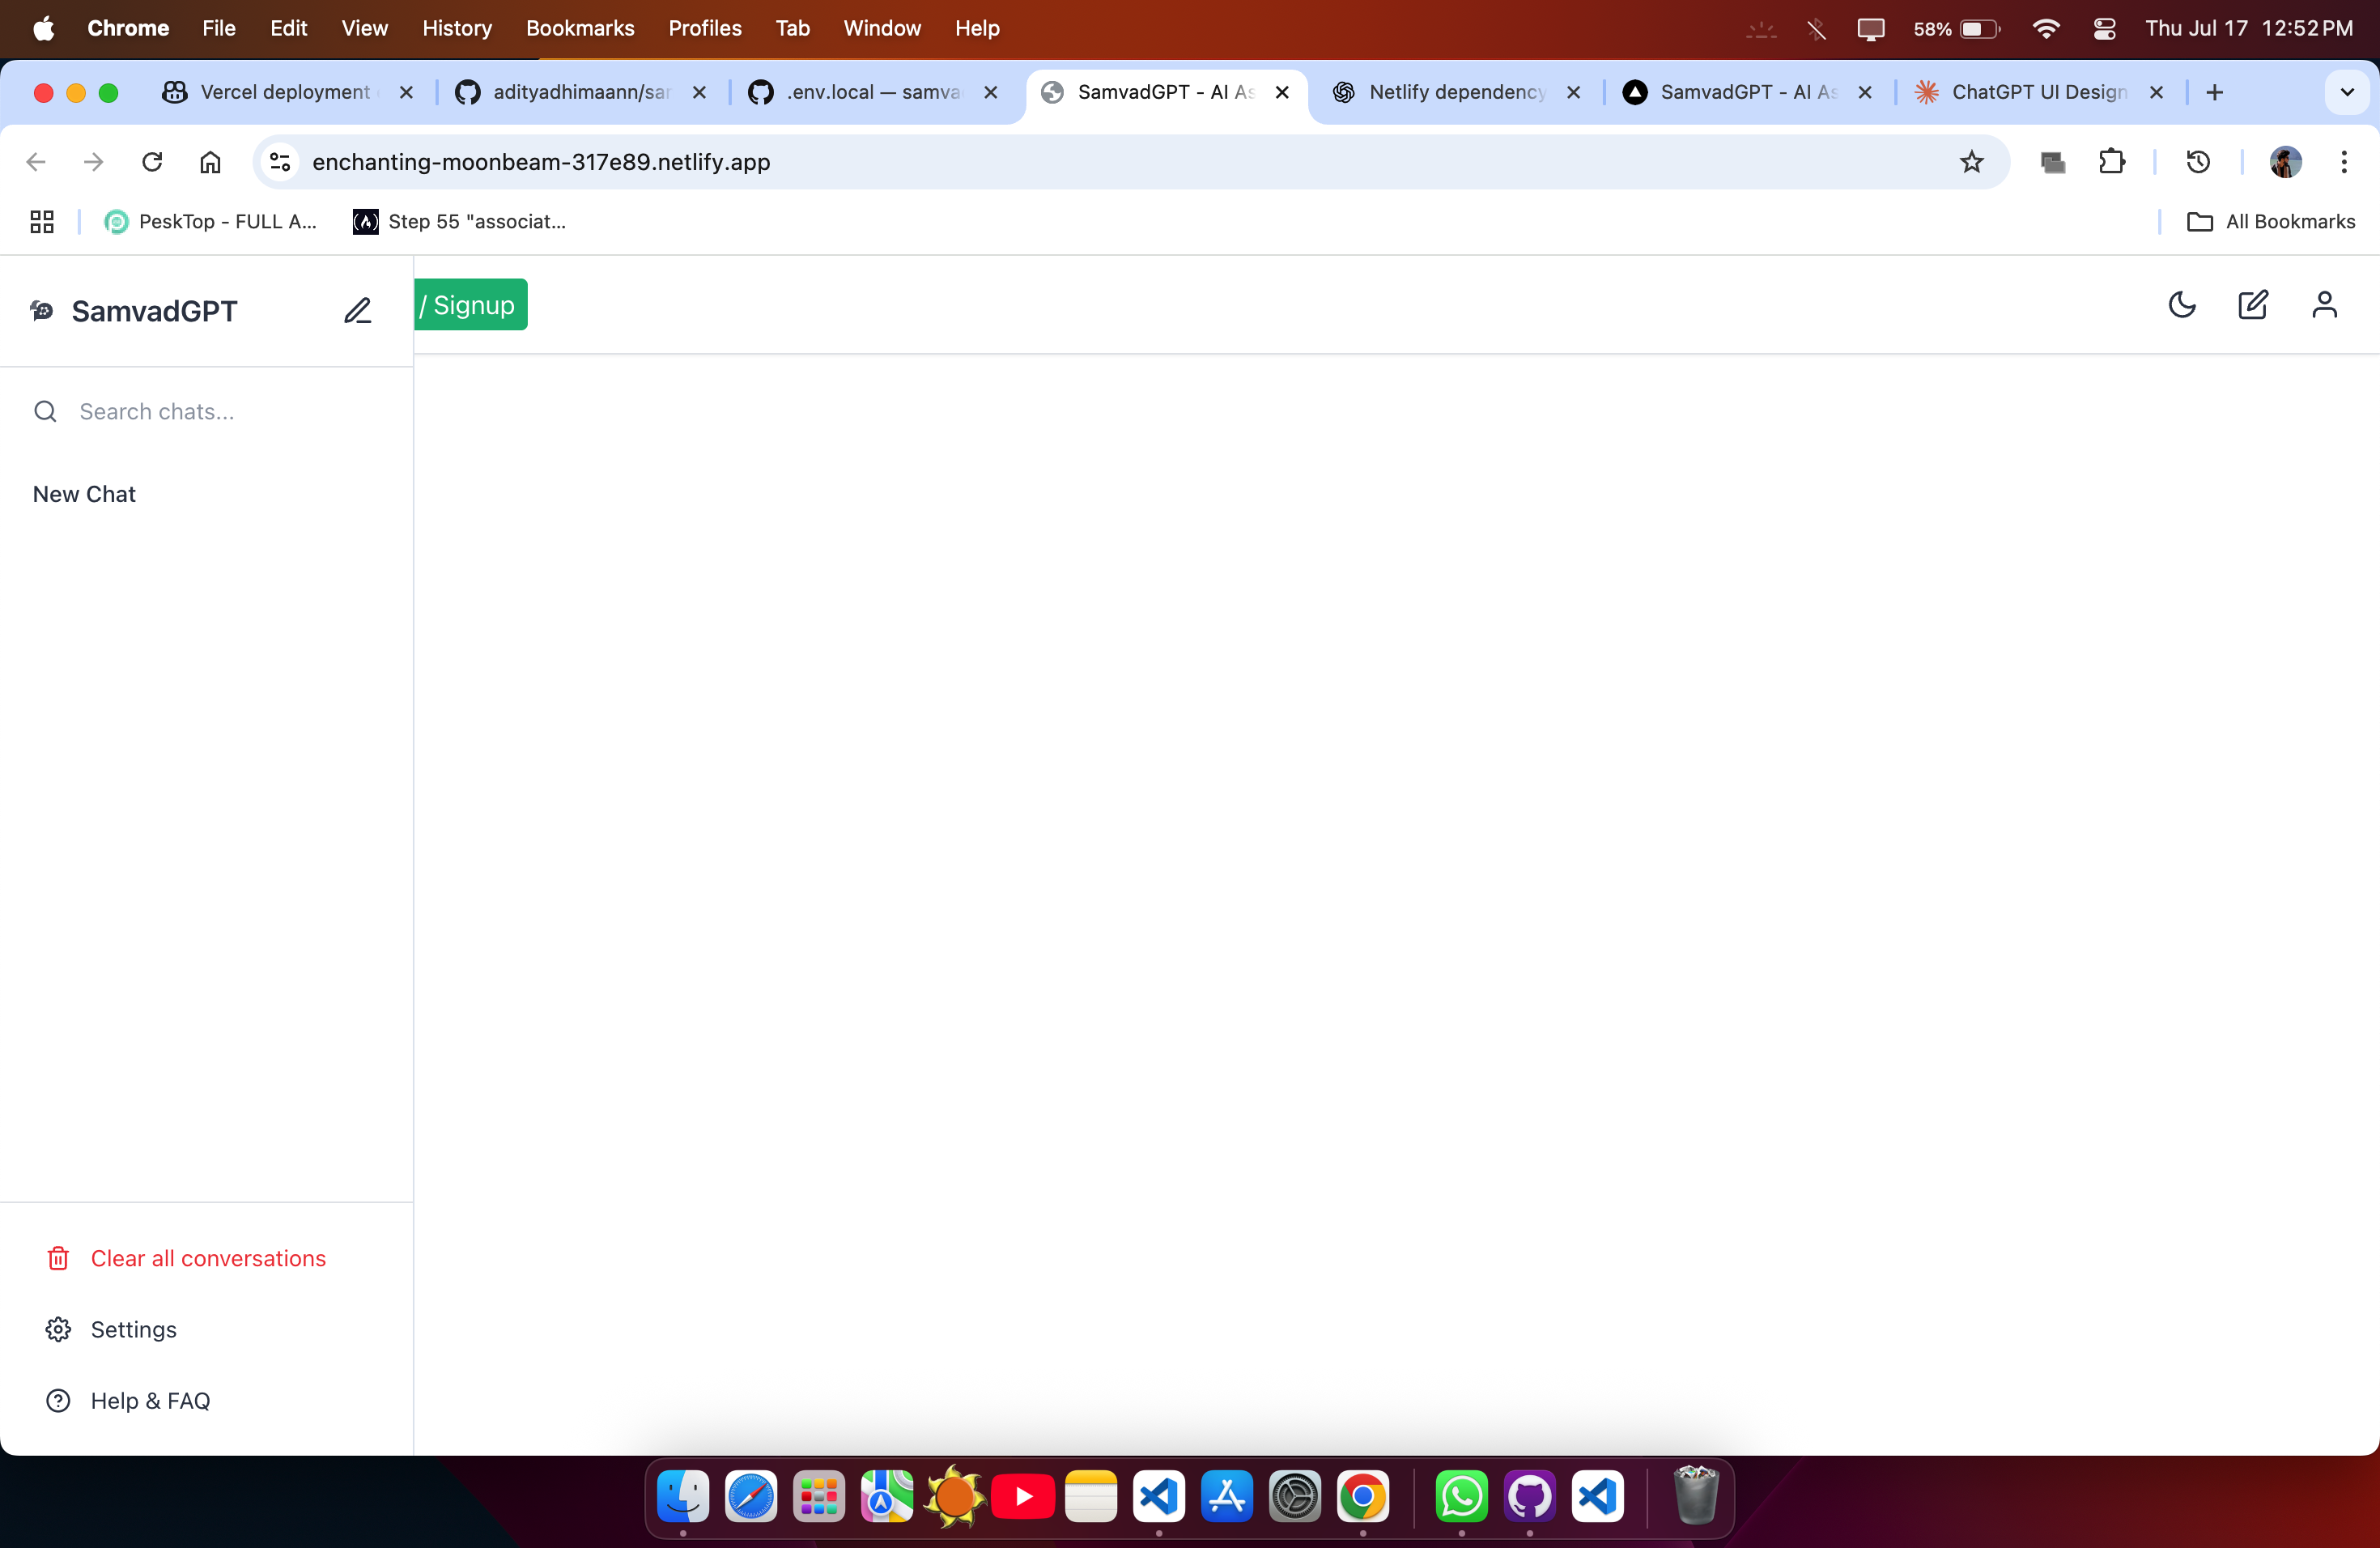 Chrome File Edit View History Bookmarks Profiles Tab Window Help 58% Thu Jul 17 12:52 PM
Vercel deployment adityadhimaann/sar .env.local — samva SamvadGPT - AI As Netlify dependency SamvadGPT - AI As ChatGPT UI Design
enchanting-moonbeam-317e89.netlify.app
PeskTop - FULL A... Step 55 "associat... All Bookmarks
SamvadGPT / Signup
Search chats...
New Chat
Clear all conversations
Settings
Help & FAQ